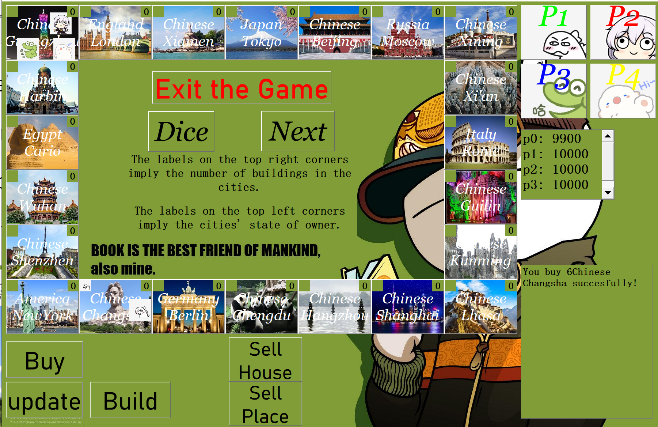 Chinese
0
England
London
0
Chinese
Xiamen
0
Japan
Tokyo
0
Chinese
Beijing
0
Russia
Moscow
0
Chinese
Xining
0
P1
P2
P3
P4
哈
Hi~
Chinese
Harbin
0
Exit the Game
Chinese
Xi'an
0
Dice
Next
Egypt
Cario
0
Italy
0
p0: 9900
p1: 10000
p2: 10000
p3: 10000
The labels on the top right corners
imply the number of buildings in the
cities.
Chinese
Wuhan
0
Chinese
Guilin
0
The labels on the top left corners
imply the cities' state of owner.
Chinese
Shenzhen
0
Kunming
0
BOOK IS THE BEST FRIEND OF MANKIND,
also mine.
You buy 6Chinese
Changsha succesfully!
America
NewYork
0
Chinese
0
Germany
Berlin
0
Chinese
Chengdu
0
Chinese
Hangzhou
0
Chinese
Shanghai
0
Chinese
Lhasa
0
Buy
Sell
House
update
Build
Sell
Place